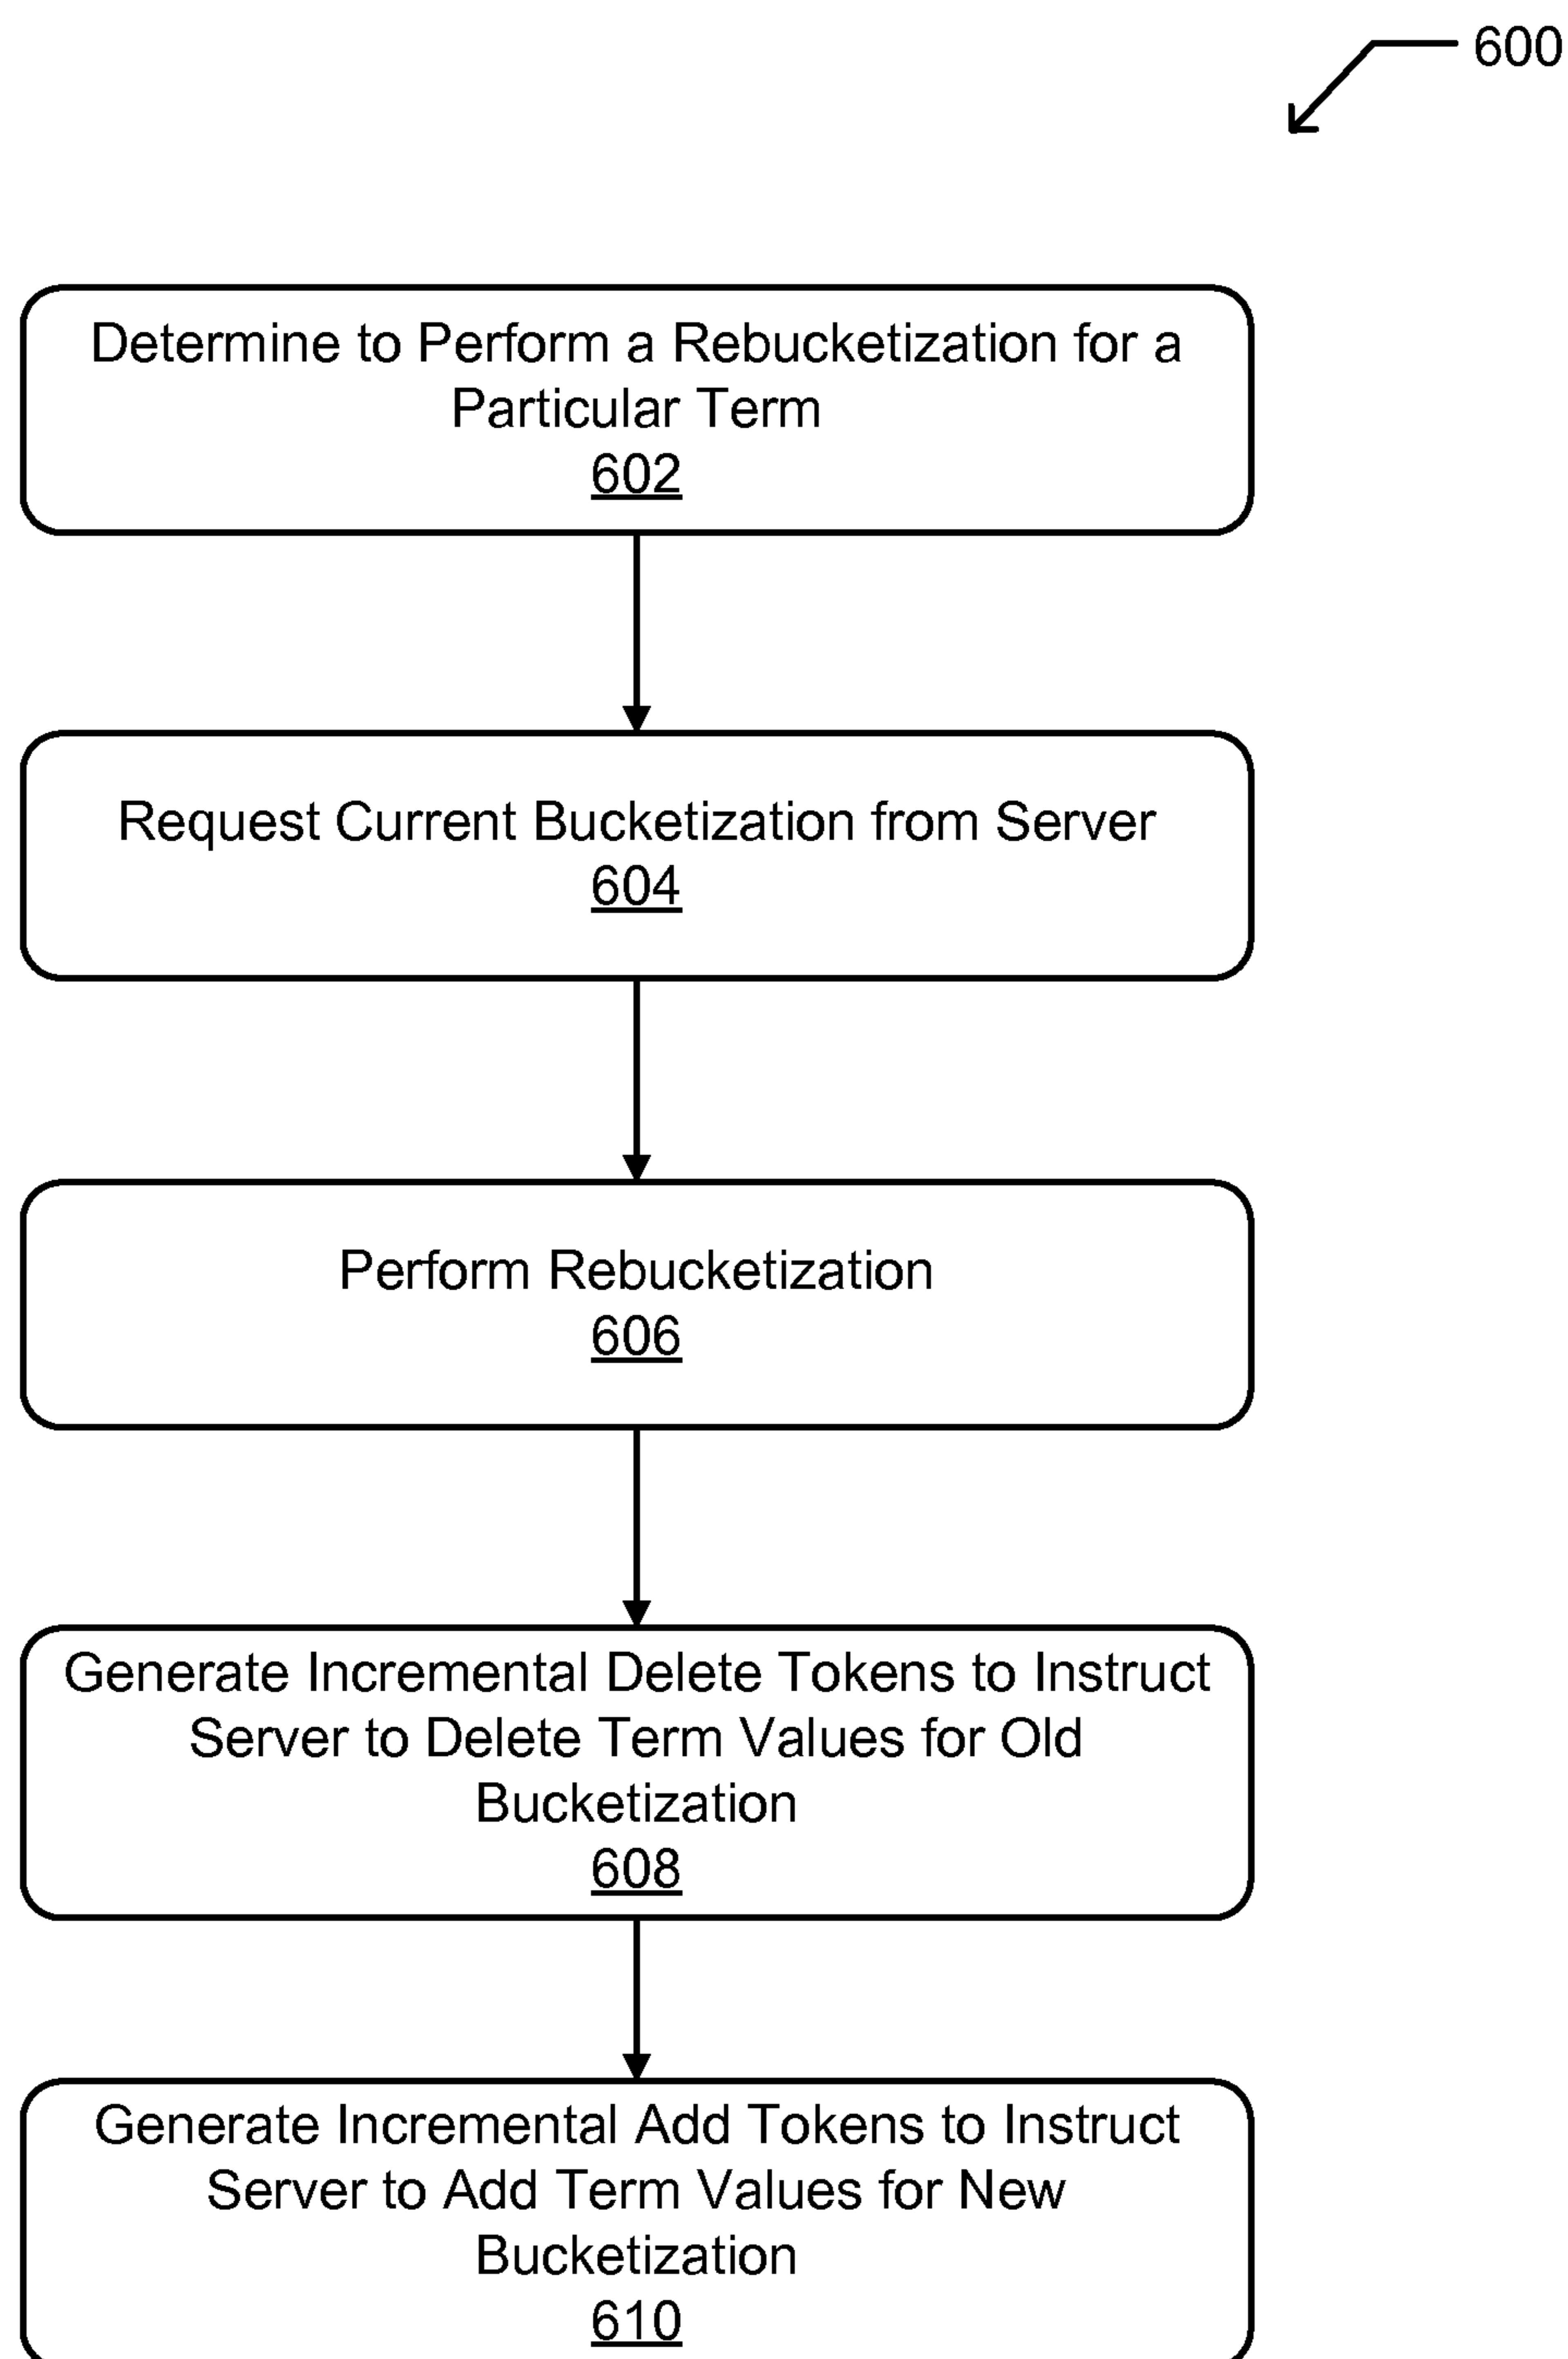 600
Determine to Perform a Rebucketization for a
Particular Term
602
Request Current Bucketization from Server
604
Perform Rebucketization
606
Generate Incremental Delete Tokens to Instruct
Server to Delete Term Values for Old
Bucketization
608
Generate Incremental Add Tokens to Instruct
Server to Add Term Values for New
Bucketization
610